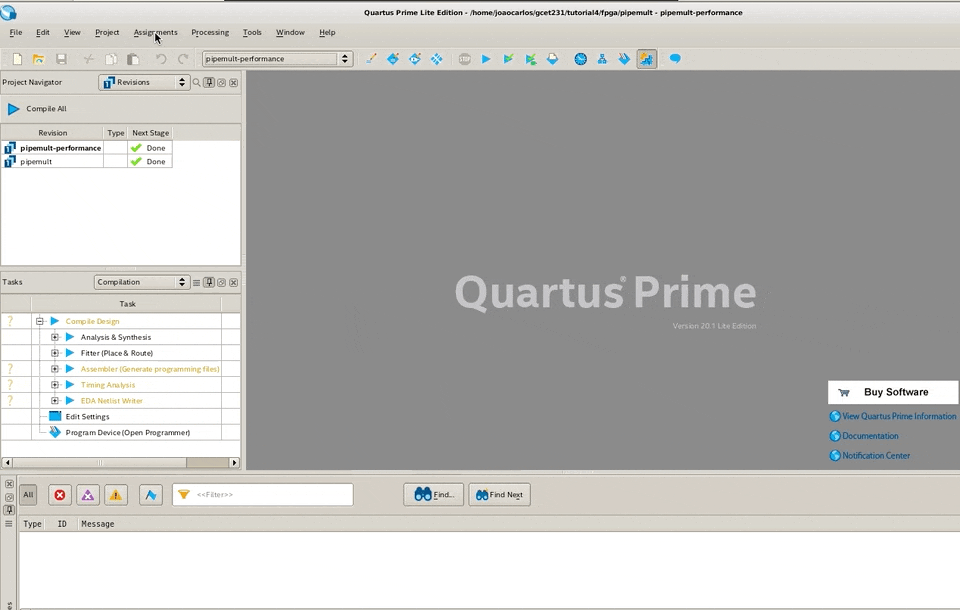 Quartus Prime Lite Edition - /home/joaocarlos/gcet231/tutorial4/fpga/pipemult - pipemult-performance
File Edit View Project Assignments Processing Tools Window Help
pipemult-performance
Project Navigator Revisions
Compile All
Revision Type Next Stage
pipemult-performance Done
pipemult Done
Tasks Compilation
Task
? Compile Design
Analysis & Synthesis
Fitter (Place & Route)
? Assembler (Generate programming files)
? Timing Analysis
? EDA Netlist Writer
Edit Settings
Program Device (Open Programmer)
Quartus® Prime
Version 20.1 Lite Edition
Buy Software
View Quartus Prime Information
Documentation
Notification Center
All <<Filter>> Find... Find Next
Type ID Message